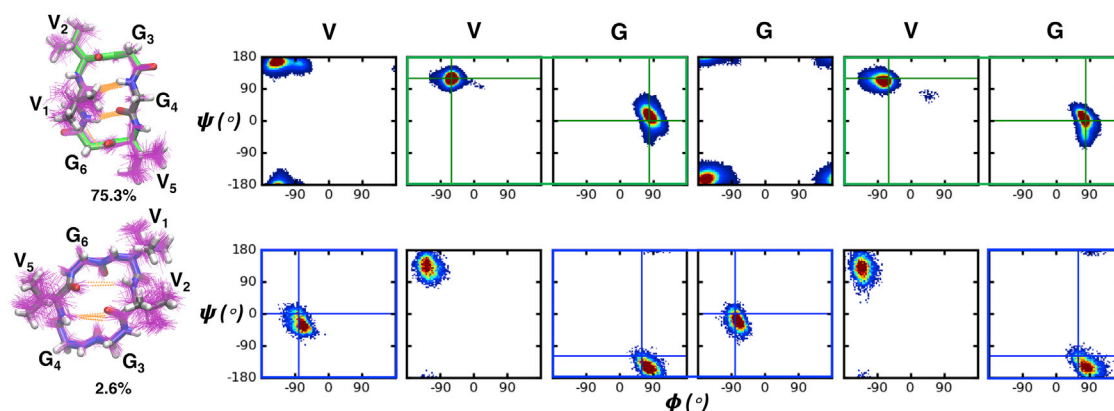 V V G G V G
V₂ G₃
V₁ G₄
G₆ V₅
75.3%
ψ(°)
180
90
0
-90
-180
-90 0 90 -90 0 90 -90 0 90 -90 0 90 -90 0 90 -90 0 90
V₁
G₆
V₅ V₂
G₄ G₃
2.6%
ψ(°)
180
90
0
-90
-180
-90 0 90 -90 0 90 -90 0 90 -90 0 90 -90 0 90 -90 0 90
ϕ(°)